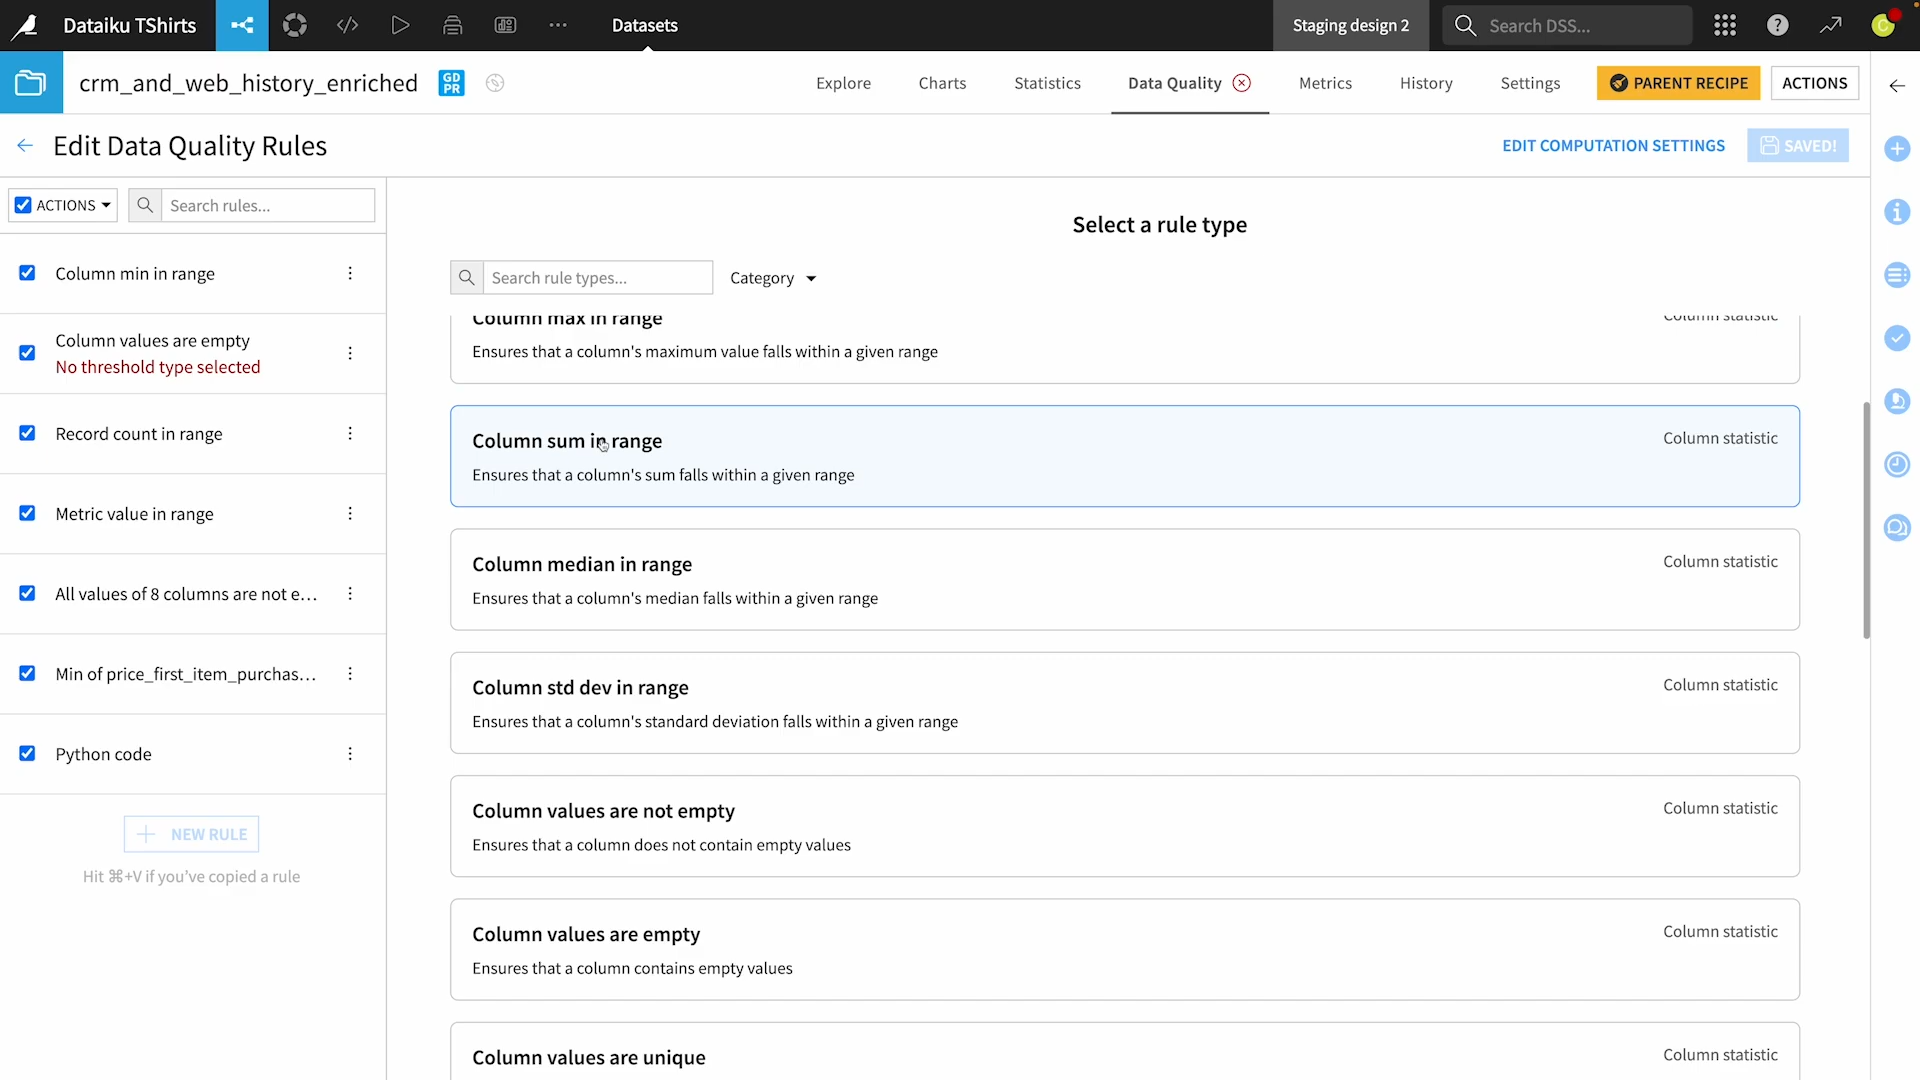 Dataiku TShirts
Datasets
Staging design 2
Search DSS...
C
crm_and_web_history_enriched
GD
PR
Explore
Charts
Statistics
Data Quality
Metrics
History
Settings
PARENT RECIPE
ACTIONS
Edit Data Quality Rules
EDIT COMPUTATION SETTINGS
SAVED!
ACTIONS
Search rules...
Column min in range
Column values are empty
No threshold type selected
Record count in range
Metric value in range
All values of 8 columns are not e...
Min of price_first_item_purchas...
Python code
NEW RULE
Hit ⌘+V if you've copied a rule
Select a rule type
Search rule types...
Category
Column max in range
Column statistic
Ensures that a column's maximum value falls within a given range
Column sum in range
Column statistic
Ensures that a column's sum falls within a given range
Column median in range
Column statistic
Ensures that a column's median falls within a given range
Column std dev in range
Column statistic
Ensures that a column's standard deviation falls within a given range
Column values are not empty
Column statistic
Ensures that a column does not contain empty values
Column values are empty
Column statistic
Ensures that a column contains empty values
Column values are unique
Column statistic